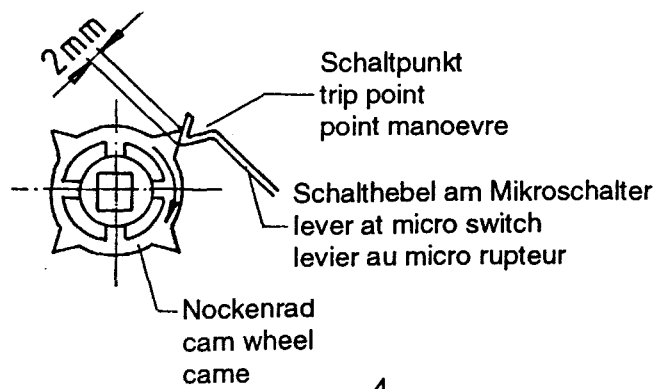 2mm
Schaltpunkt
trip point
point manoevre
Schalthebel am Mikroschalter
lever at micro switch
levier au micro rupteur
Nockenrad
cam wheel
came